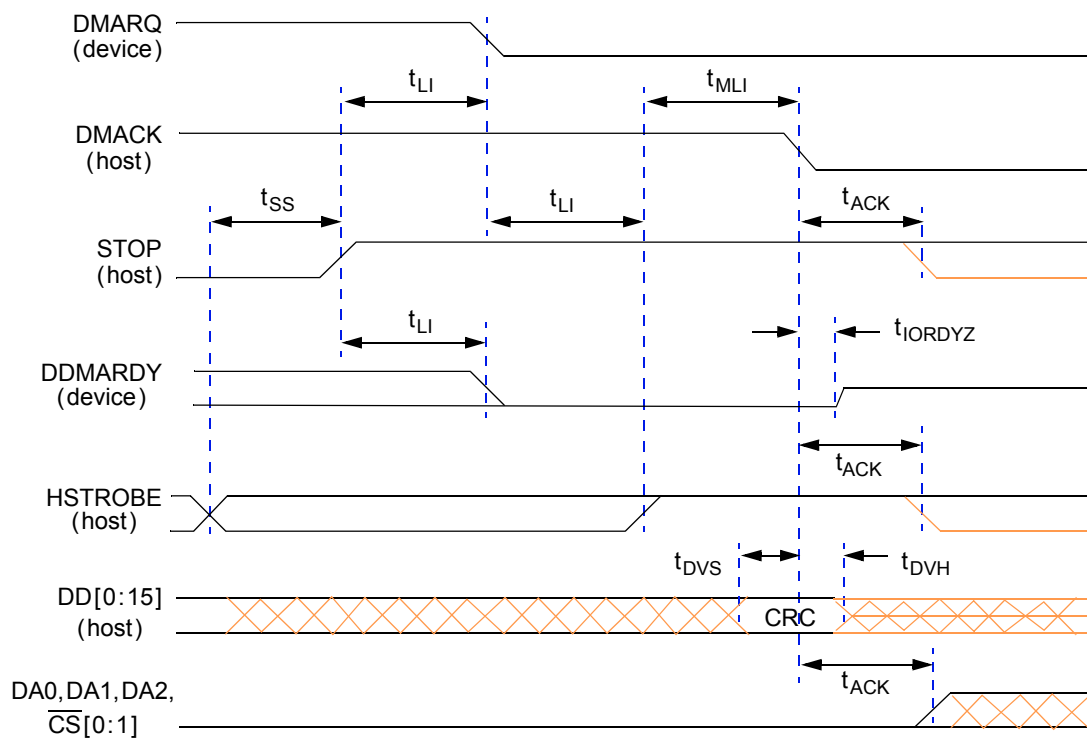 DMARQ
(device)
tLI
tMLI
DMACK
(host)
tSS
tLI
tACK
STOP
(host)
tLI
tIORDYZ
DDMARDY
(device)
tACK
HSTROBE
(host)
tDVS
tDVH
DD[0:15]
(host)
CRC
tACK
DA0,DA1,DA2,
CS[0:1]